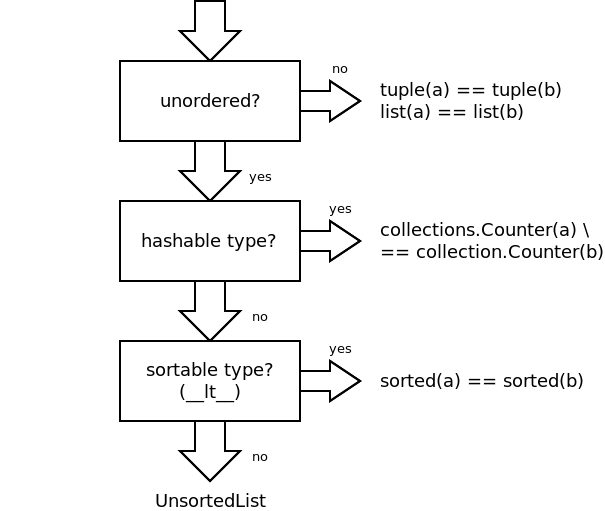 no
unordered?
tuple(a) == tuple(b)
list(a) == list(b)
yes
yes
hashable type?
collections.Counter(a) \
== collection.Counter(b)
no
yes
sortable type?
(__lt__)
sorted(a) == sorted(b)
no
UnsortedList